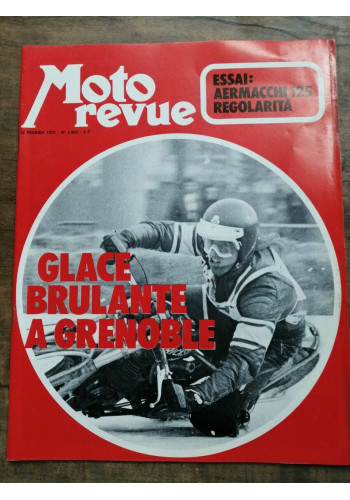 Moto
revue
ESSAI:
AERMACCHI 125
REGOLARITA
GLACE
BRULANTE
A GRENOBLE